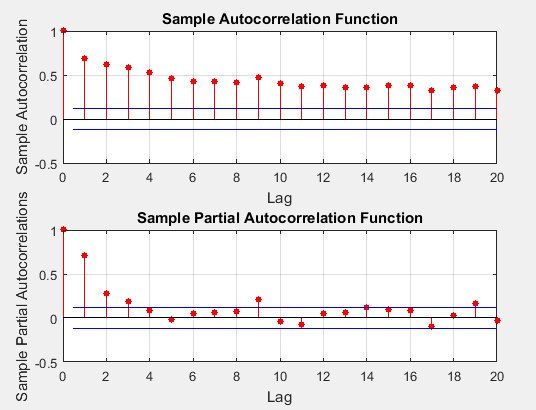 Sample Autocorrelation Function
Sample Autocorrelation
1
0.5
0
-0.5
0 2 4 6 8 10 12 14 16 18 20
Lag
Sample Partial Autocorrelation Function
Sample Partial Autocorrelations
1
0.5
0
-0.5
0 2 4 6 8 10 12 14 16 18 20
Lag